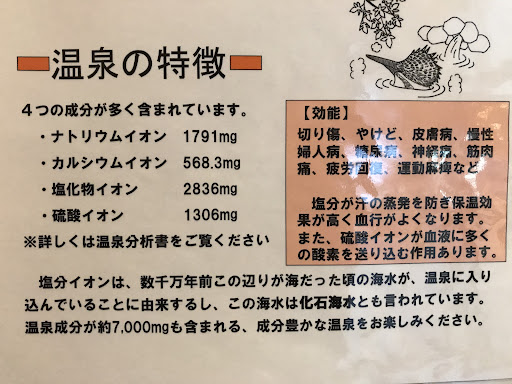 温泉の特徴
4つの成分が多く含まれています。
・ナトリウムイオン 1791mg
・カルシウムイオン 568.3mg
・塩化物イオン 2836mg
・硫酸イオン 1306mg
※詳しくは温泉分析書をご覧ください
【効能】
切り傷、やけど、皮膚病、慢性
婦人病、糖尿病、神経痛、筋肉
痛、疲労回復、運動麻痺など
塩分が汗の蒸発を防ぎ保温効
果が高く血行がよくなります。
また、硫酸イオンが血液に多く
の酸素を送り込む作用あります。
塩分イオンは、数千万年前この辺りが海だった頃の海水が、温泉に入り
込んでいることに由来するし、この海水は化石海水とも言われています。
温泉成分が約7,000mgも含まれる、成分豊かな温泉をお楽しみください。